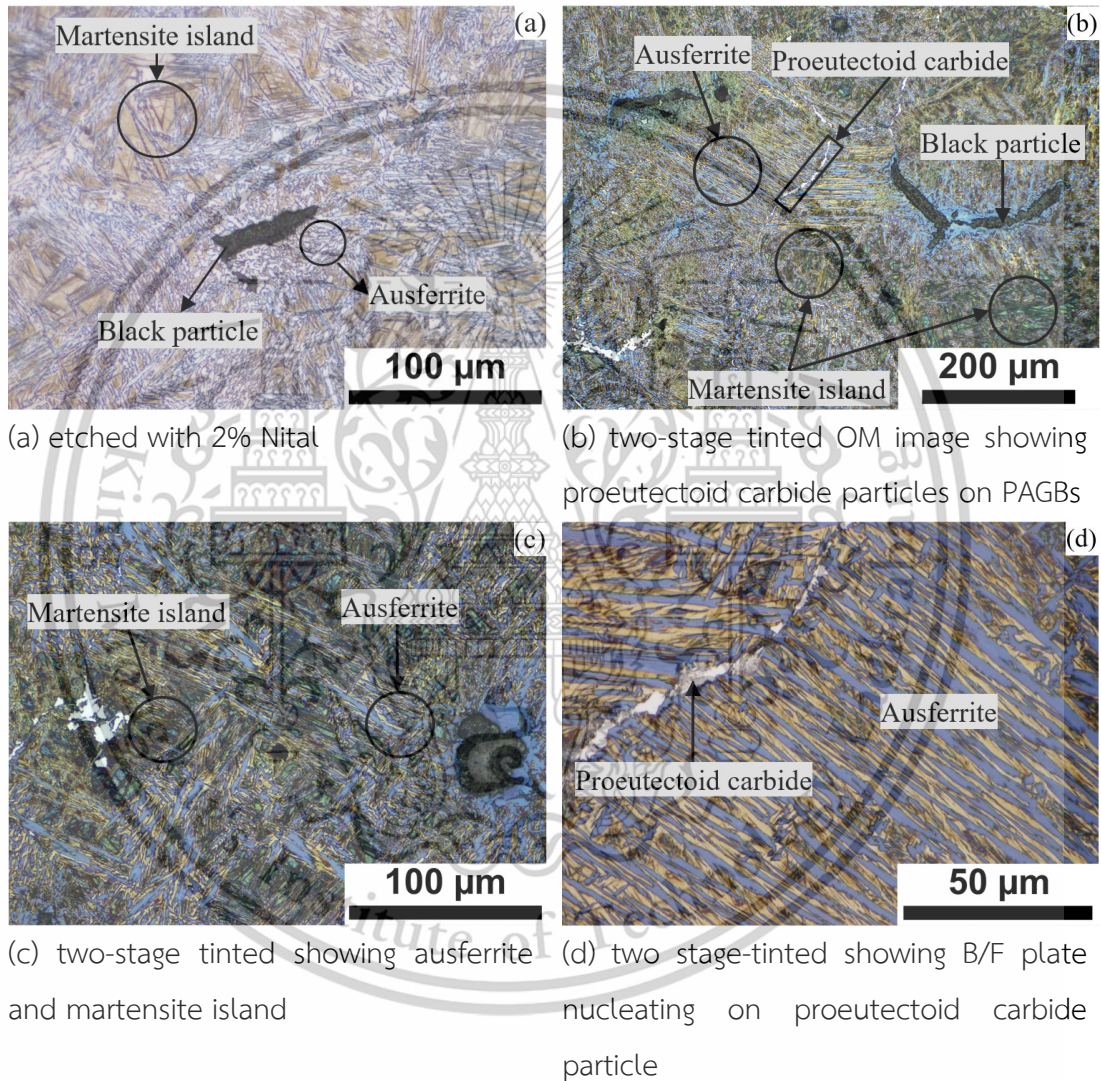 (a)
Martensite island
Black particle
Ausferrite
100 µm
(b)
Ausferrite
Proeutectoid carbide
Black particle
Martensite island
200 µm
(a) etched with 2% Nital
(b) two-stage tinted OM image showing
proeutectoid carbide particles on PAGBs
(c)
Martensite island
Ausferrite
100 µm
(d)
Ausferrite
Proeutectoid carbide
50 µm
(c) two-stage tinted showing ausferrite
and martensite island
(d) two stage-tinted showing B/F plate
nucleating on proeutectoid carbide
particle